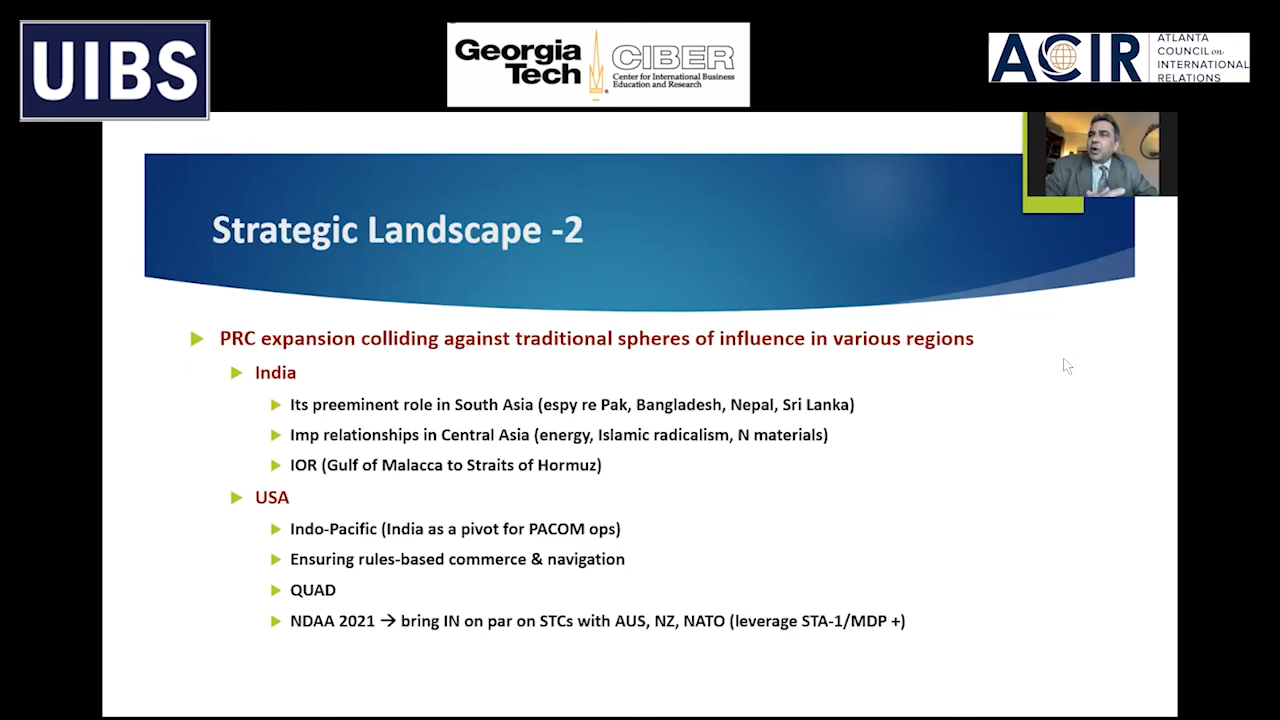 UIBS
Georgia
Tech
CIBER
Center for International Business
Education and Research
ACIR
ATLANTA
COUNCIL on
INTERNATIONAL
RELATIONS
Strategic Landscape -2
PRC expansion colliding against traditional spheres of influence in various regions
India
Its preeminent role in South Asia (espy re Pak, Bangladesh, Nepal, Sri Lanka)
Imp relationships in Central Asia (energy, Islamic radicalism, N materials)
IOR (Gulf of Malacca to Straits of Hormuz)
USA
Indo-Pacific (India as a pivot for PACOM ops)
Ensuring rules-based commerce & navigation
QUAD
NDAA 2021 → bring IN on par on STCs with AUS, NZ, NATO (leverage STA-1/MDP +)